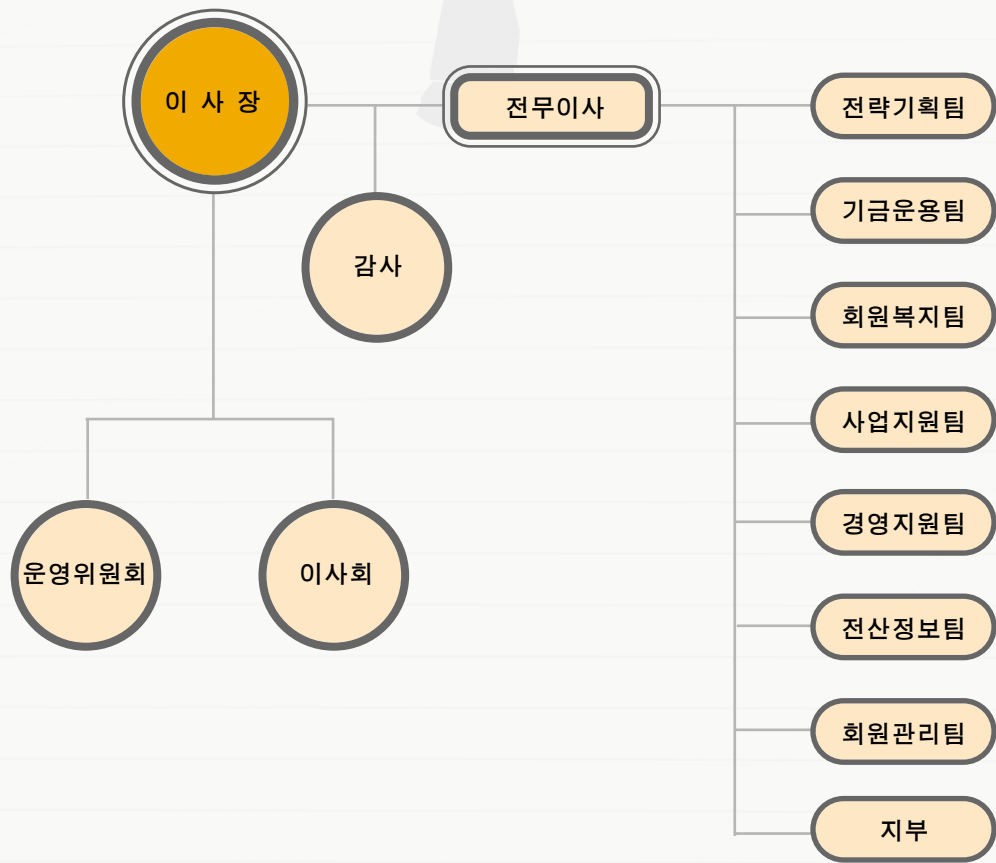 이 사 장
전무이사
감사
운영위원회
이사회
전략기획팀
기금운용팀
회원복지팀
사업지원팀
경영지원팀
전산정보팀
회원관리팀
지부